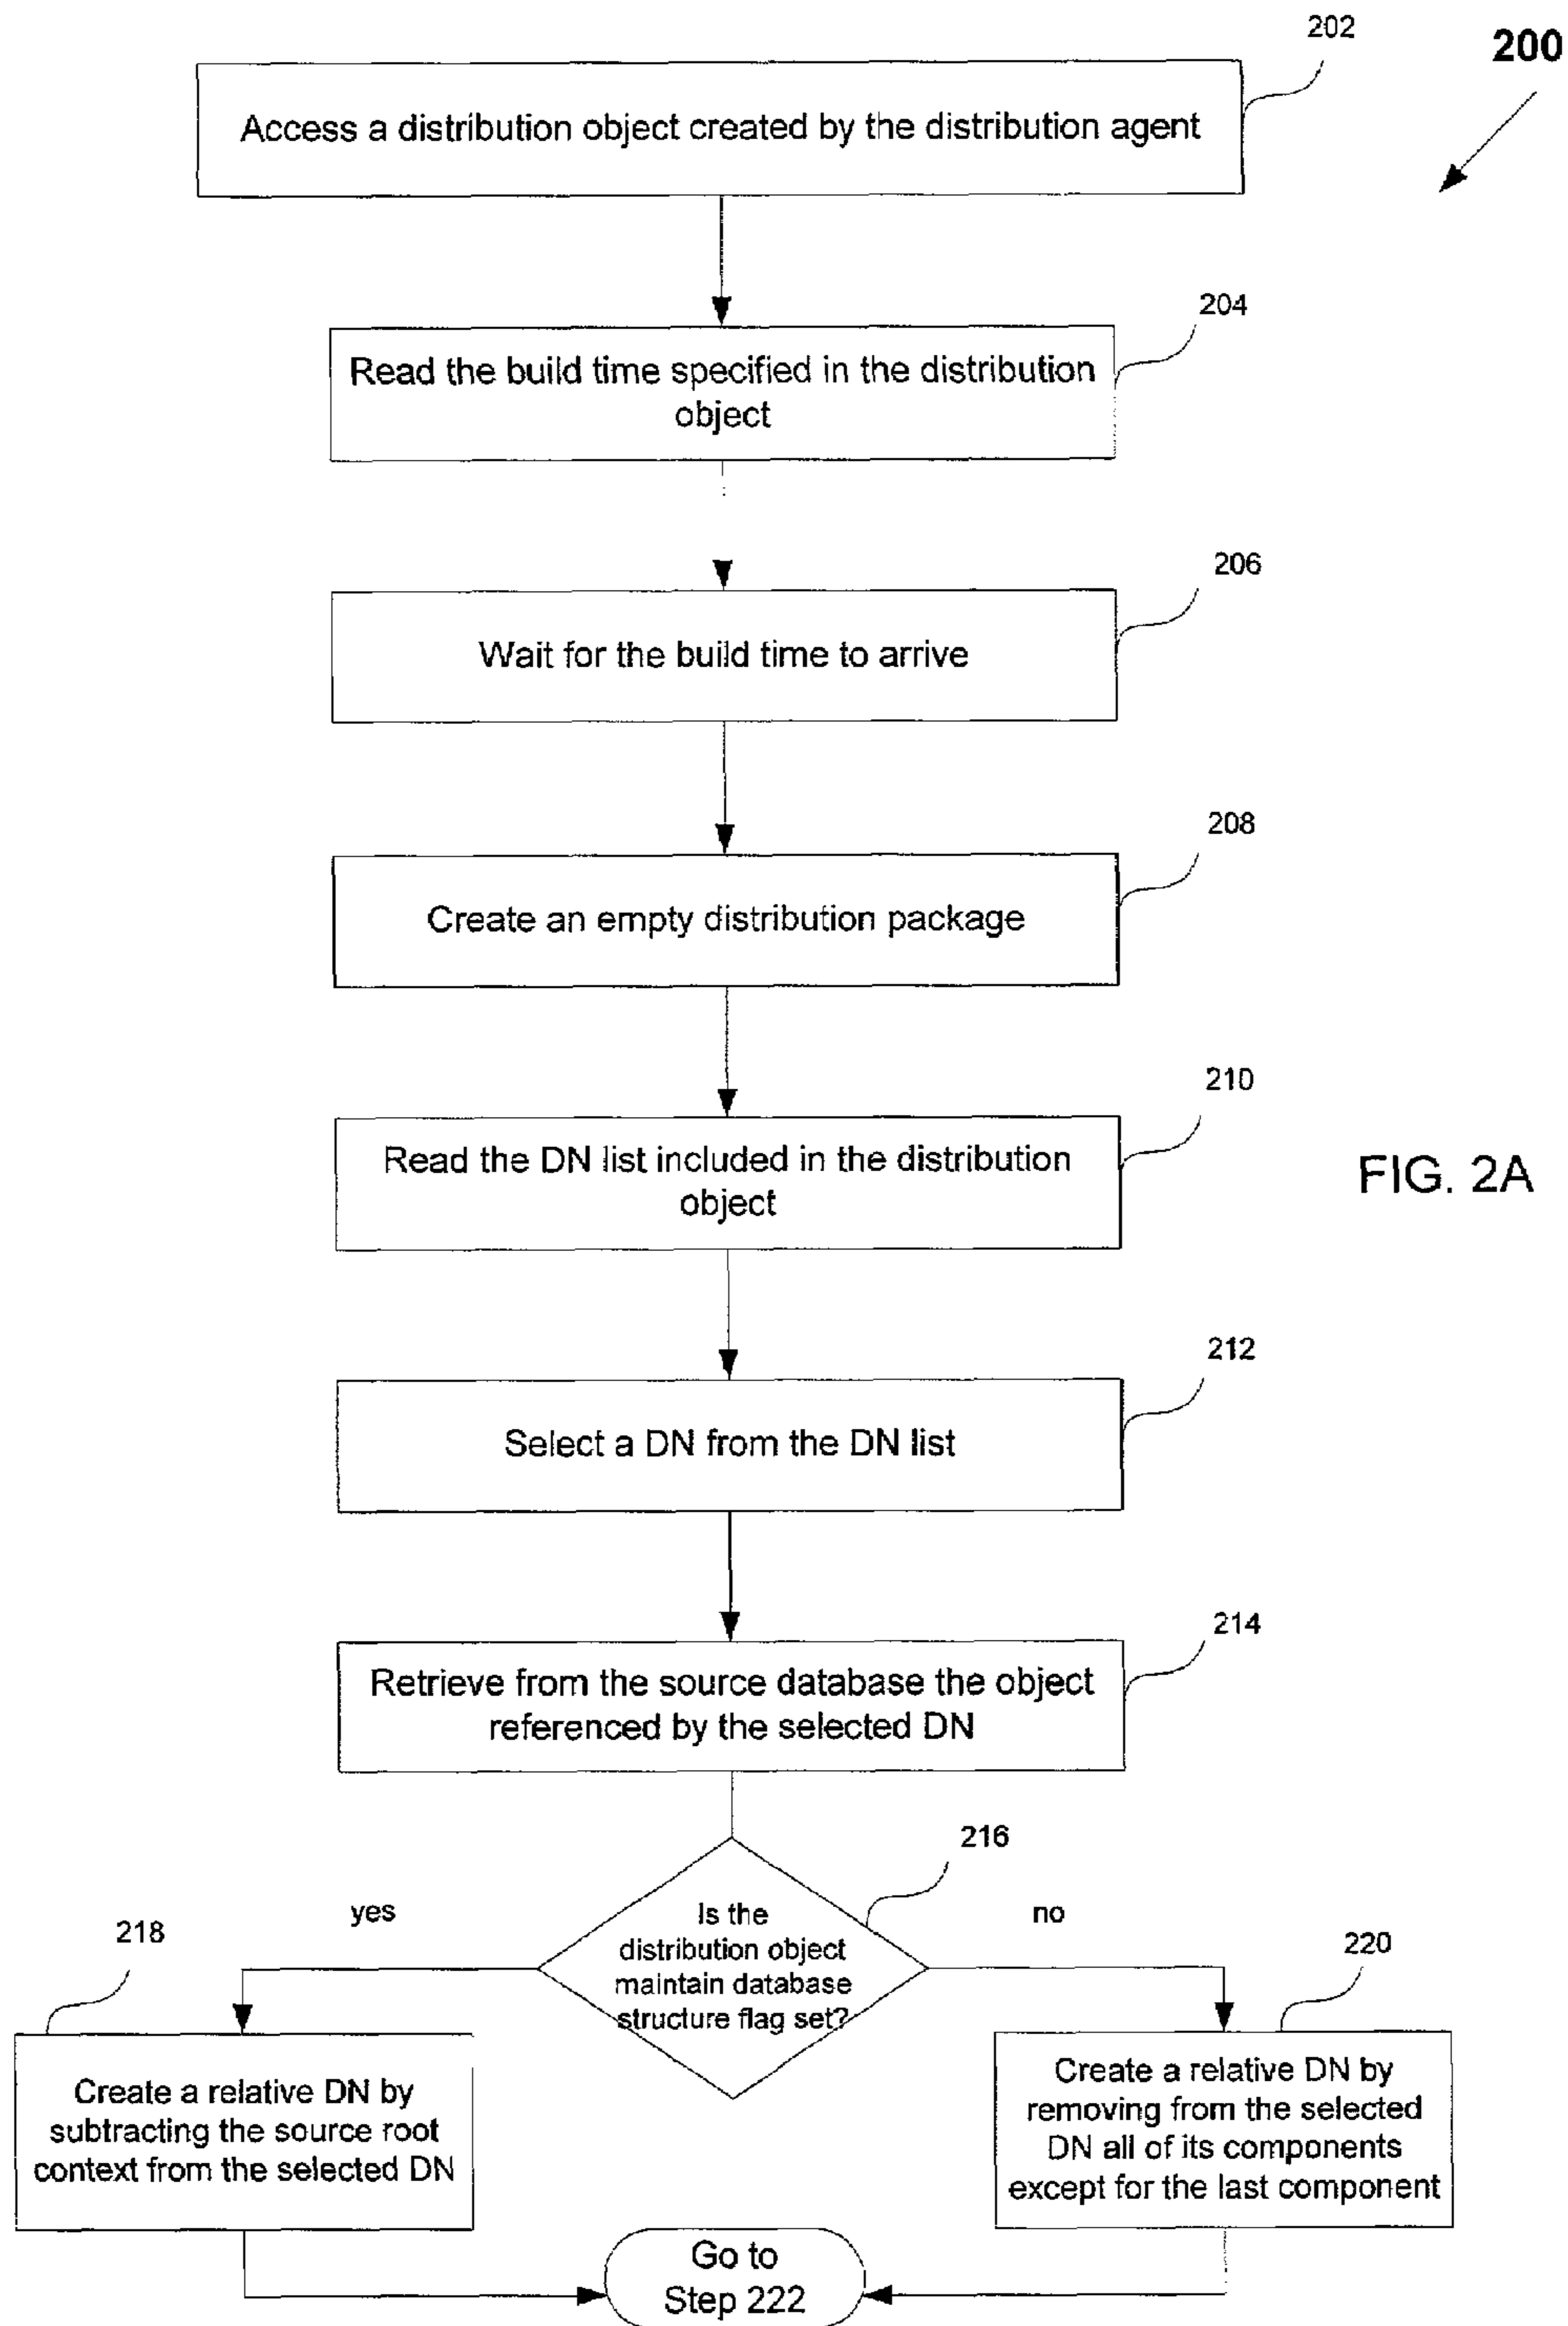 202
200
Access a distribution object created by the distribution agent
204
Read the build time specified in the distribution
object
206
Wait for the build time to arrive
208
Create an empty distribution package
210
Read the DN list included in the distribution
object
FIG. 2A
212
Select a DN from the DN list
214
Retrieve from the source database the object
referenced by the selected DN
216
yes
Is the
distribution object
maintain database
structure flag set?
no
218
220
Create a relative DN by
subtracting the source root
context from the selected DN
Create a relative DN by
removing from the selected
DN all of its components
except for the last component
Go to
Step 222